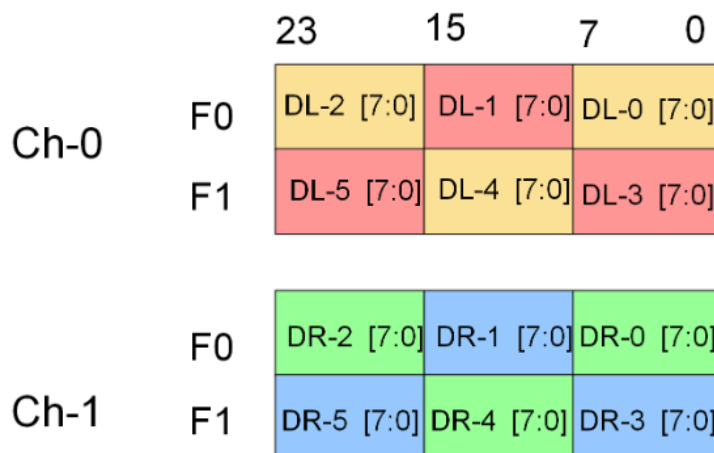 23 15 7 0
Ch-0
F0 DL-2 [7:0] DL-1 [7:0] DL-0 [7:0]
F1 DL-5 [7:0] DL-4 [7:0] DL-3 [7:0]
F0 DR-2 [7:0] DR-1 [7:0] DR-0 [7:0]
Ch-1
F1 DR-5 [7:0] DR-4 [7:0] DR-3 [7:0]